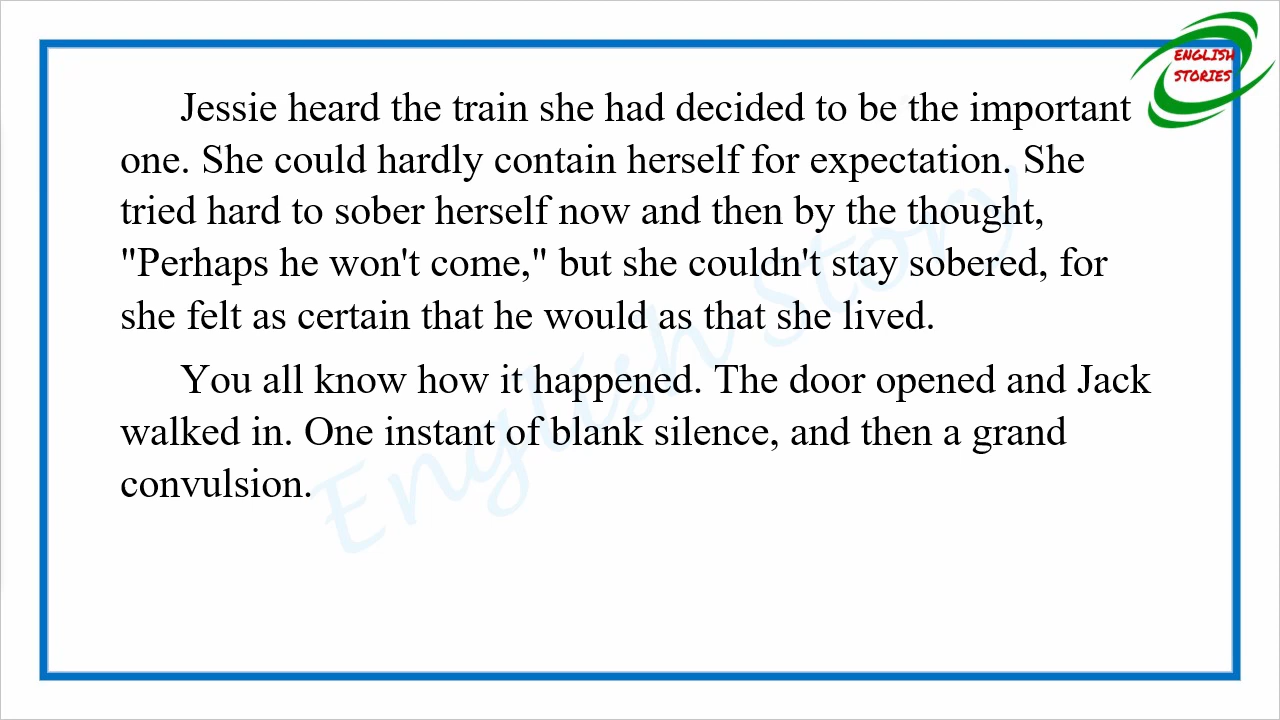 ENGLISH
STORIES
Jessie heard the train she had decided to be the important
one. She could hardly contain herself for expectation. She
tried hard to sober herself now and then by the thought,
"Perhaps he won't come," but she couldn't stay sobered, for
she felt as certain that he would as that she lived.
You all know how it happened. The door opened and Jack
walked in. One instant of blank silence, and then a grand
convulsion.
English Story